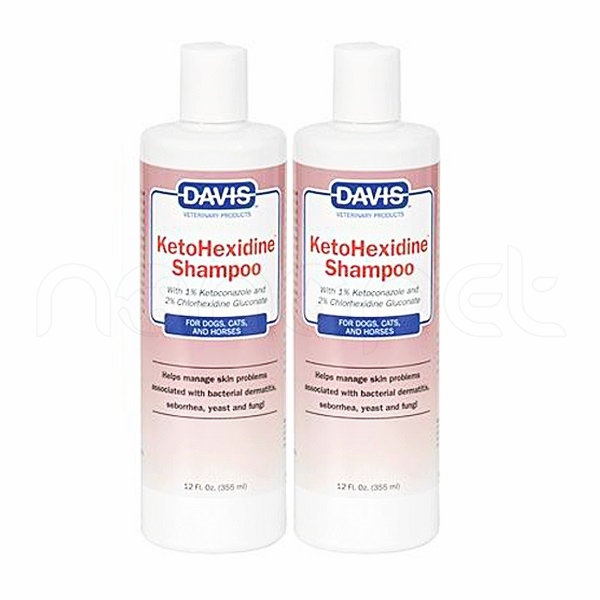 DAVIS
VETERINARY PRODUCTS
KetoHexidine™
Shampoo
With 1% Ketoconazole and
2% Chlorhexidine Gluconate
FOR DOGS, CATS,
AND HORSES
Helps manage skin problems
associated with bacterial dermatitis,
seborrhea, yeast and fungi
12 Fl. Oz. (355 ml)
DAVIS
VETERINARY PRODUCTS
KetoHexidine™
Shampoo
With 1% Ketoconazole and
2% Chlorhexidine Gluconate
FOR DOGS, CATS,
AND HORSES
Helps manage skin problems
associated with bacterial dermatitis,
seborrhea, yeast and fungi
12 Fl. Oz. (355 ml)